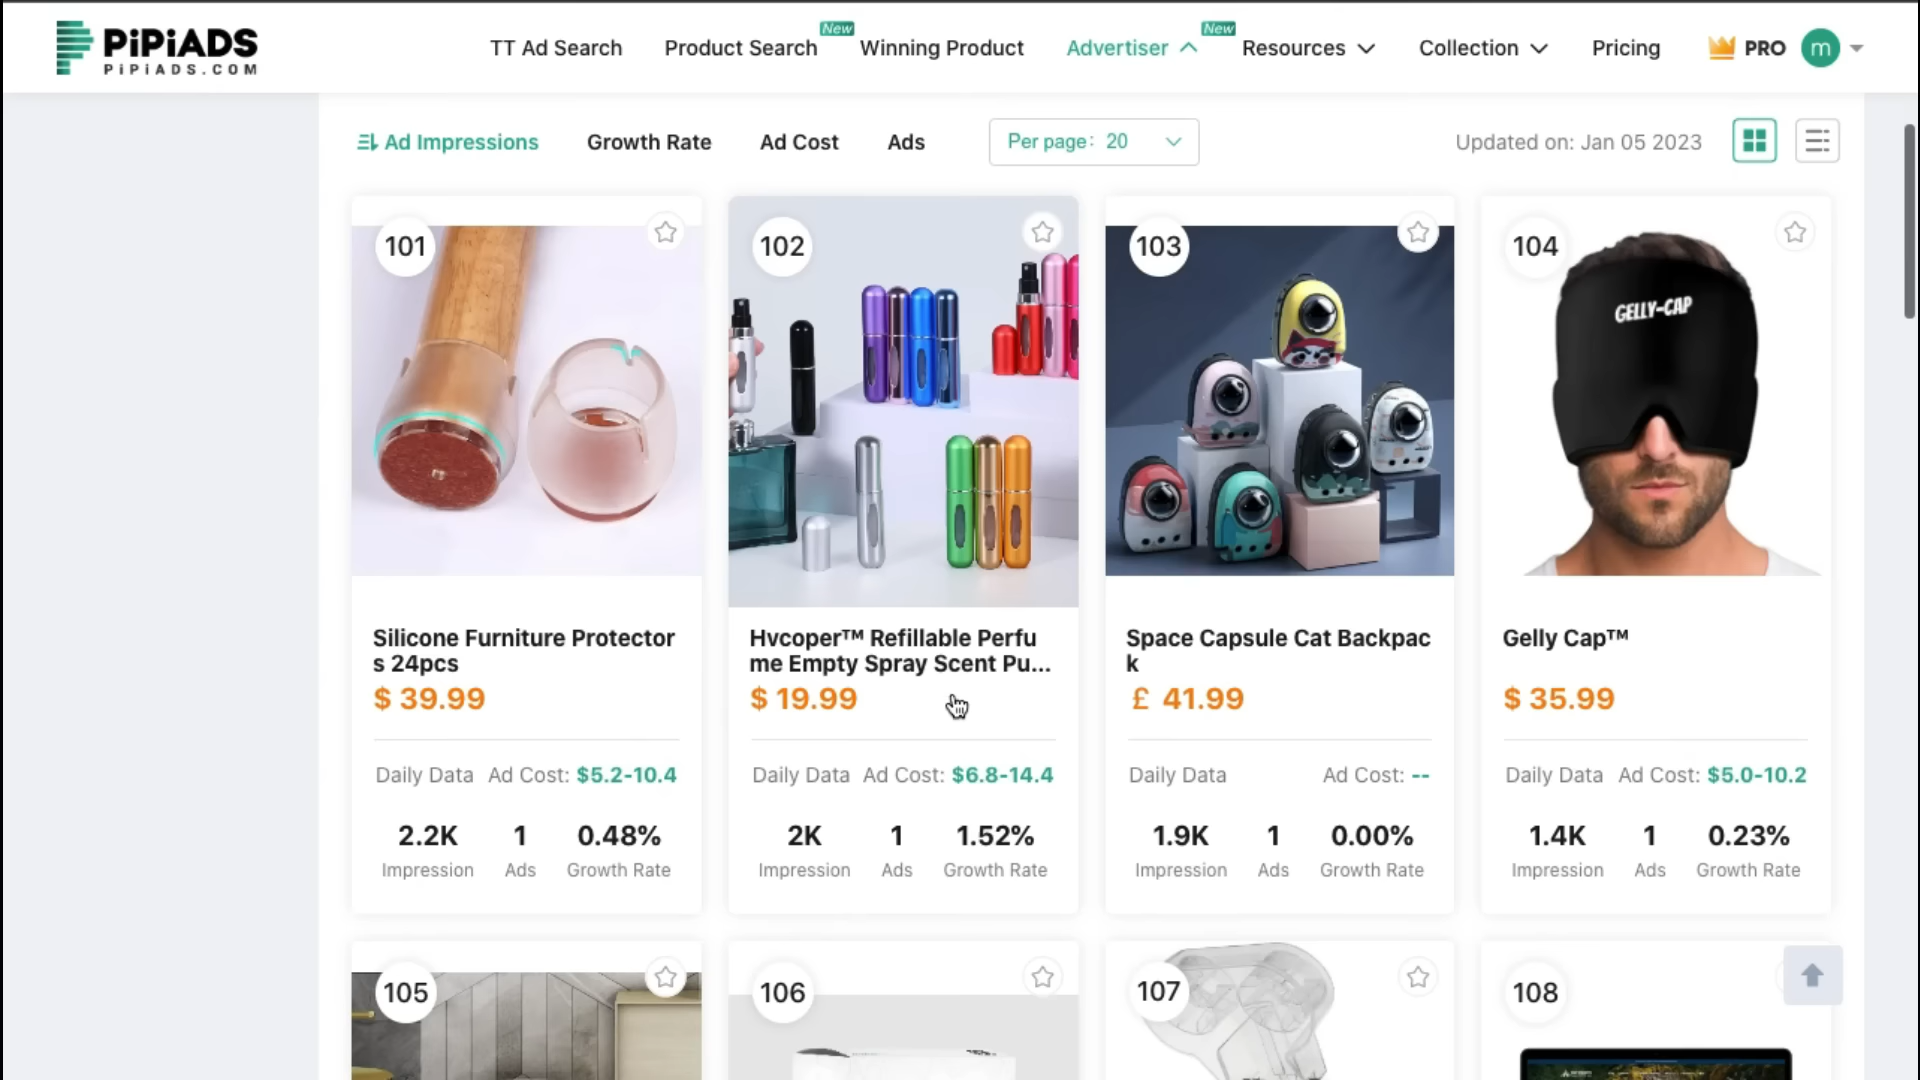 PiPiADS
PiPiADS.COM
TT Ad Search
Product Search
New
Winning Product
Advertiser
New
Resources
Collection
Pricing
PRO
m
Ad Impressions
Growth Rate
Ad Cost
Ads
Per page: 20
Updated on: Jan 05 2023
101
102
103
104
GELLY-CAP
Silicone Furniture Protector
s 24pcs
$ 39.99
Daily Data Ad Cost: $5.2-10.4
2.2K 1 0.48%
Impression Ads Growth Rate
Hvcoper™ Refillable Perfu
me Empty Spray Scent Pu...
$ 19.99
Daily Data Ad Cost: $6.8-14.4
2K 1 1.52%
Impression Ads Growth Rate
Space Capsule Cat Backpac
k
£ 41.99
Daily Data Ad Cost: --
1.9K 1 0.00%
Impression Ads Growth Rate
Gelly Cap™
$ 35.99
Daily Data Ad Cost: $5.0-10.2
1.4K 1 0.23%
Impression Ads Growth Rate
105
106
107
108